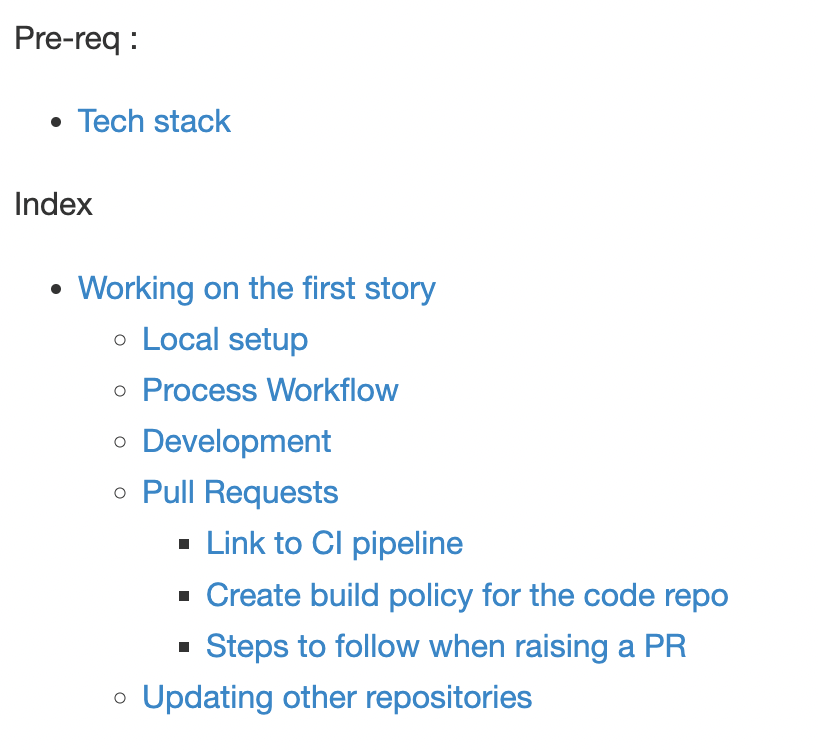 Pre-req :
Tech stack
Index
Working on the first story
Local setup
Process Workflow
Development
Pull Requests
Link to CI pipeline
Create build policy for the code repo
Steps to follow when raising a PR
Updating other repositories